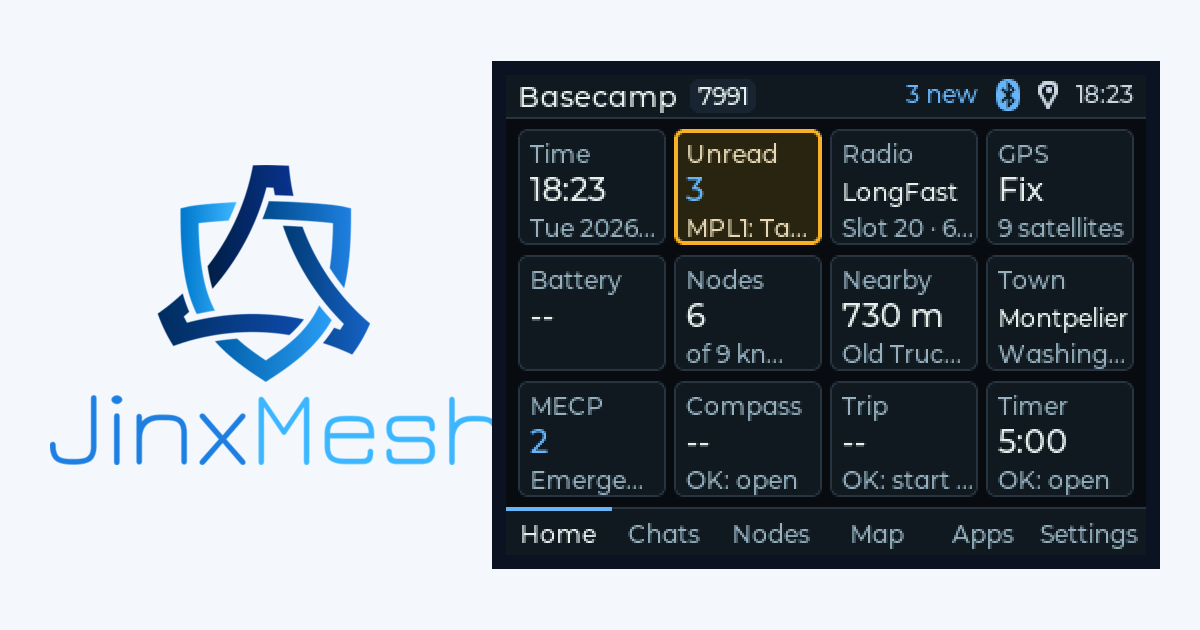 JinxMesh
Basecamp 7991 3 new 18:23
Time
18:23
Tue 2026...
Unread
3
MPL1: Ta...
Radio
LongFast
Slot 20 · 6...
GPS
Fix
9 satellites
Battery
--
Nodes
6
of 9 kn...
Nearby
730 m
Old Truc...
Town
Montpelier
Washing...
MECP
2
Emerge...
Compass
--
OK: open
Trip
--
OK: start ...
Timer
5:00
OK: open
Home Chats Nodes Map Apps Settings